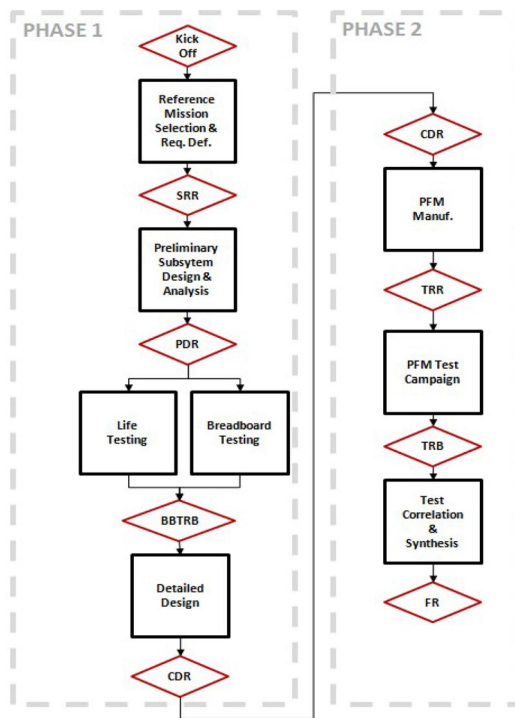 PHASE 1
Kick
Off
Reference
Mission
Selection &
Req. Def.
SRR
Preliminary
Subsytem
Design &
Analysis
PDR
Life
Testing
Breadboard
Testing
BBTRB
Detailed
Design
CDR
PHASE 2
CDR
PFM
Manuf.
TRR
PFM Test
Campaign
TRB
Test
Correlation
&
Synthesis
FR